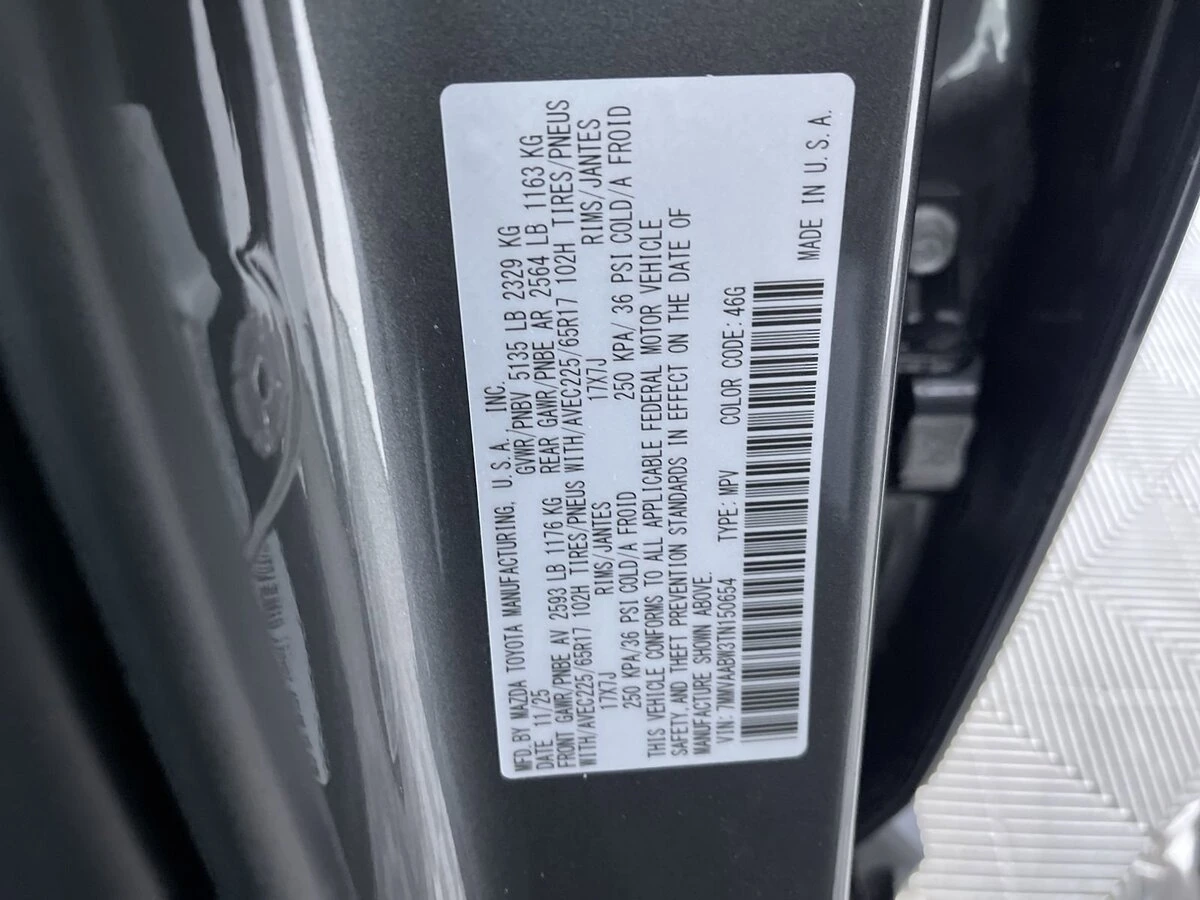 MFD.BY MAZDA TOYOTA MANUFACTURING, U.S.A., INC.
DATE 11/25 GVWR/PNBV 5135 LB 2329 KG
FRONT GAWR/PNBE AV 2593 LB 1176 KG REAR GAWR/PNBE AR 2564 LB 1163 KG
WITH/AVEC225/65R17 102H TIRES/PNEUS WITH/AVEC225/65R17 102H TIRES/PNEUS
17X7J RIMS/JANTES 17X7J RIMS/JANTES
250 KPA/36 PSI COLD/A FROID 250 KPA/ 36 PSI COLD/A FROID
THIS VEHICLE CONFORMS TO ALL APPLICABLE FEDERAL MOTOR VEHICLE
SAFETY,AND THEFT PREVENTION STANDARDS IN EFFECT ON THE DATE OF
MANUFACTURE SHOWN ABOVE.
VIN:7MMVAABW3TN150654 TYPE:MPV COLOR CODE:46G
MADE IN U.S.A.